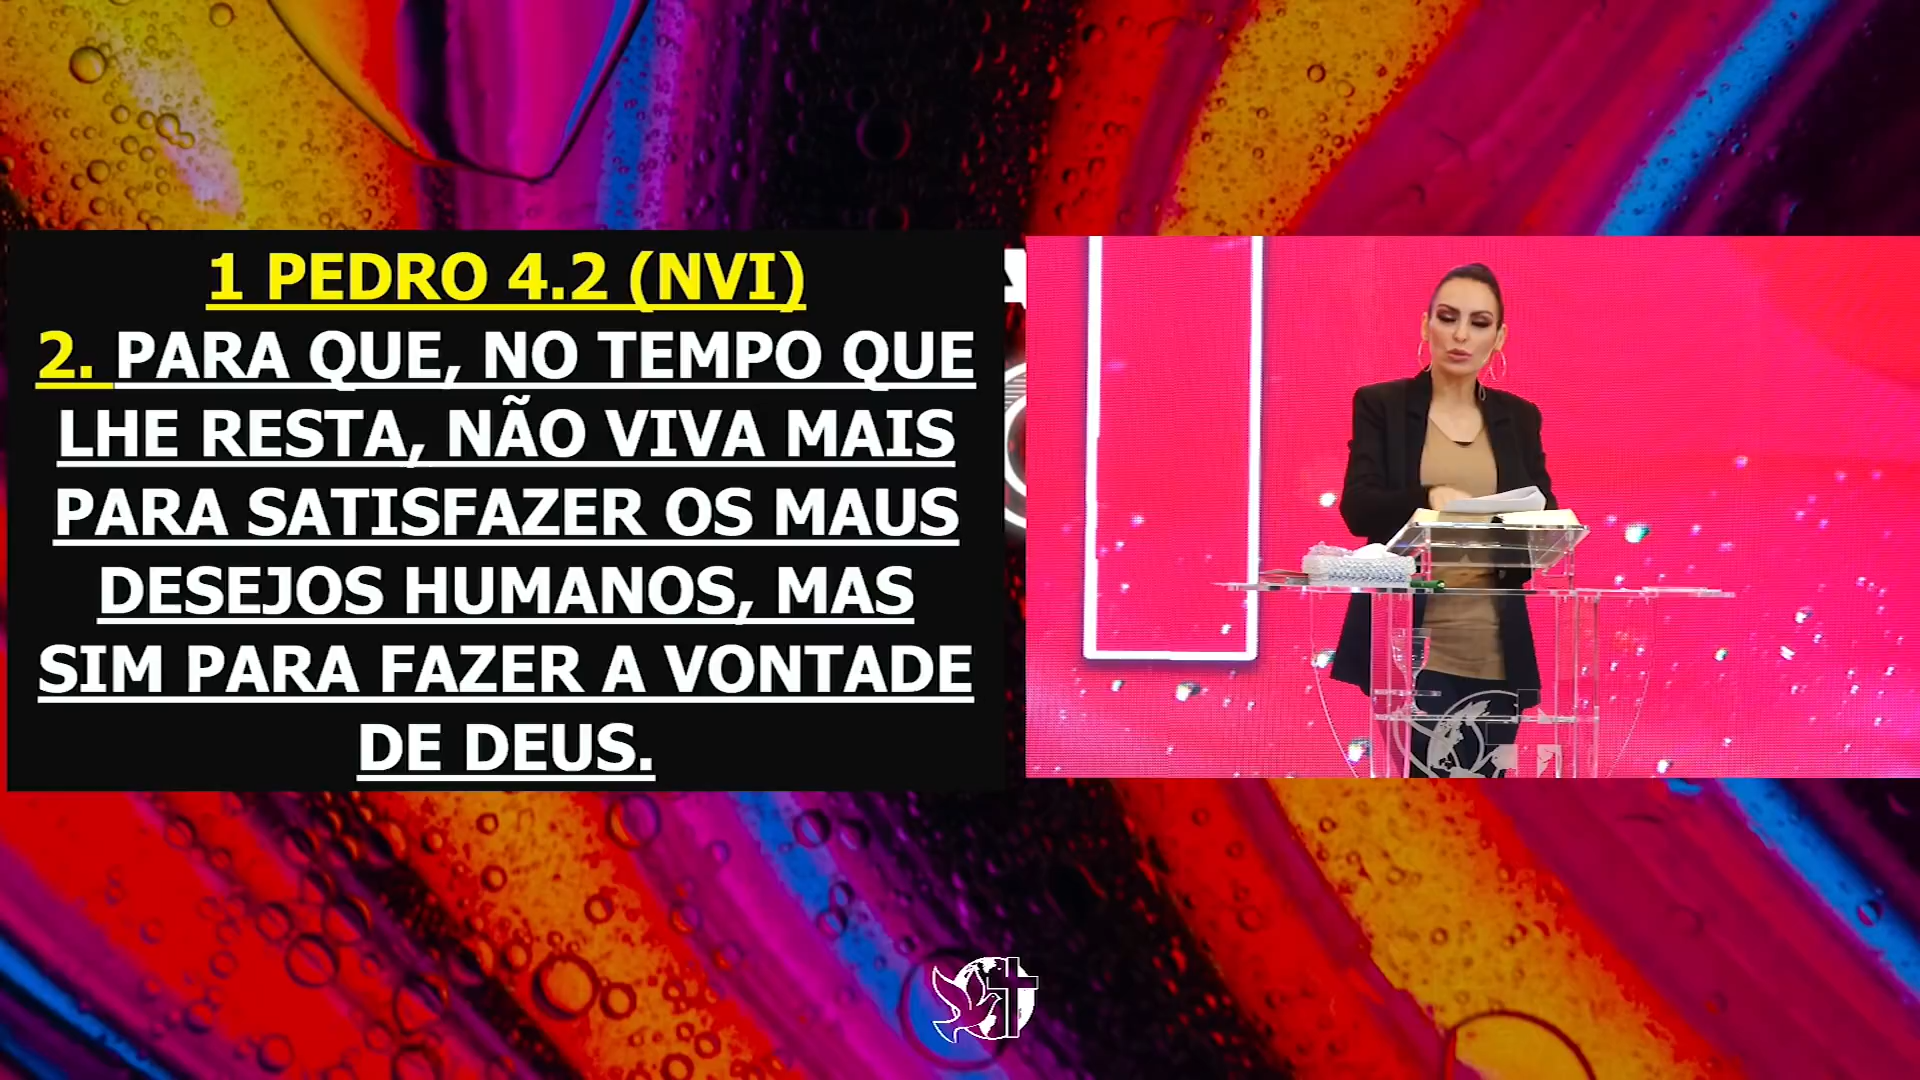 1 PEDRO 4.2 (NVI)
2. PARA QUE, NO TEMPO QUE
LHE RESTA, NÃO VIVA MAIS
PARA SATISFAZER OS MAUS
DESEJOS HUMANOS, MAS
SIM PARA FAZER A VONTADE
DE DEUS.